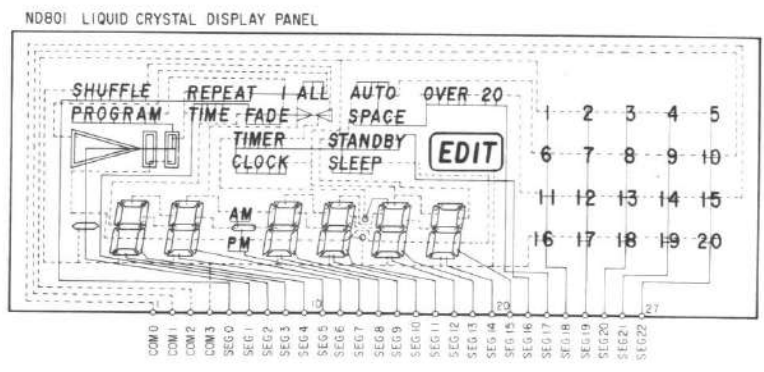 ND801 LIQUID CRYSTAL DISPLAY PANEL
SHUFFLE REPEAT 1 ALL AUTO OVER 20
PROGRAM TIME FADE SPACE
TIMER STANDBY
CLOCK SLEEP
EDIT
1 2 3 4 5
6 7 8 9 10
11 12 13 14 15
16 17 18 19 20
AM
PM
1 10 20 27
COM0 COM1 COM2 COM3 SEG0 SEG1 SEG2 SEG3 SEG4 SEG5 SEG6 SEG7 SEG8 SEG9 SEG10 SEG11 SEG12 SEG13 SEG14 SEG15 SEG16 SEG17 SEG18 SEG19 SEG20 SEG21 SEG22